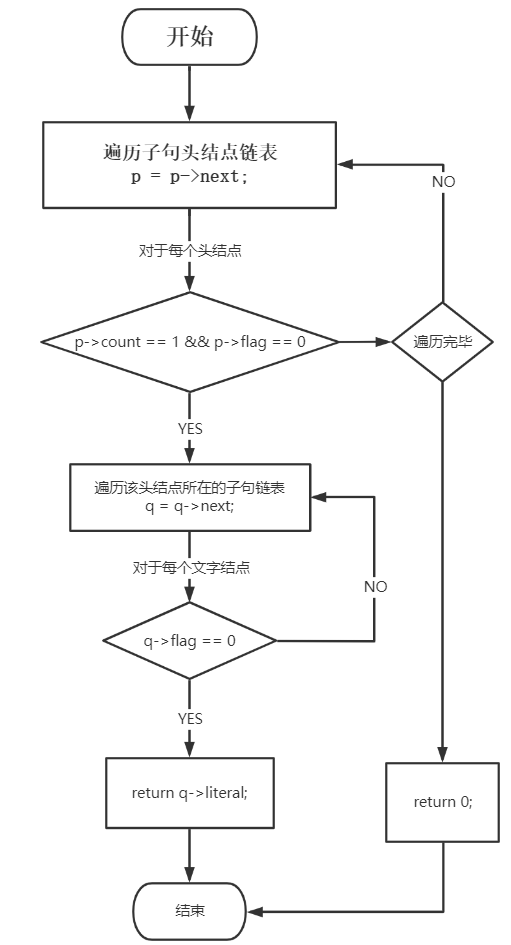 开始
遍历子句头结点链表
p = p->next;
NO
对于每个头结点
p->count == 1 && p->flag == 0
遍历完毕
YES
遍历该头结点所在的子句链表
q = q->next;
对于每个文字结点
NO
q->flag == 0
YES
return q->literal;
return 0;
结束